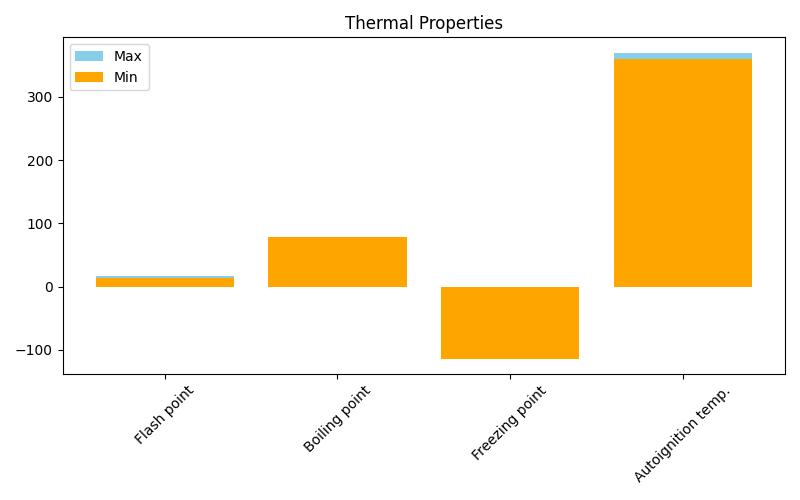 Thermal Properties
Max
Min
300
200
100
0
−100
Flash point
Boiling point
Freezing point
Autoignition temp.